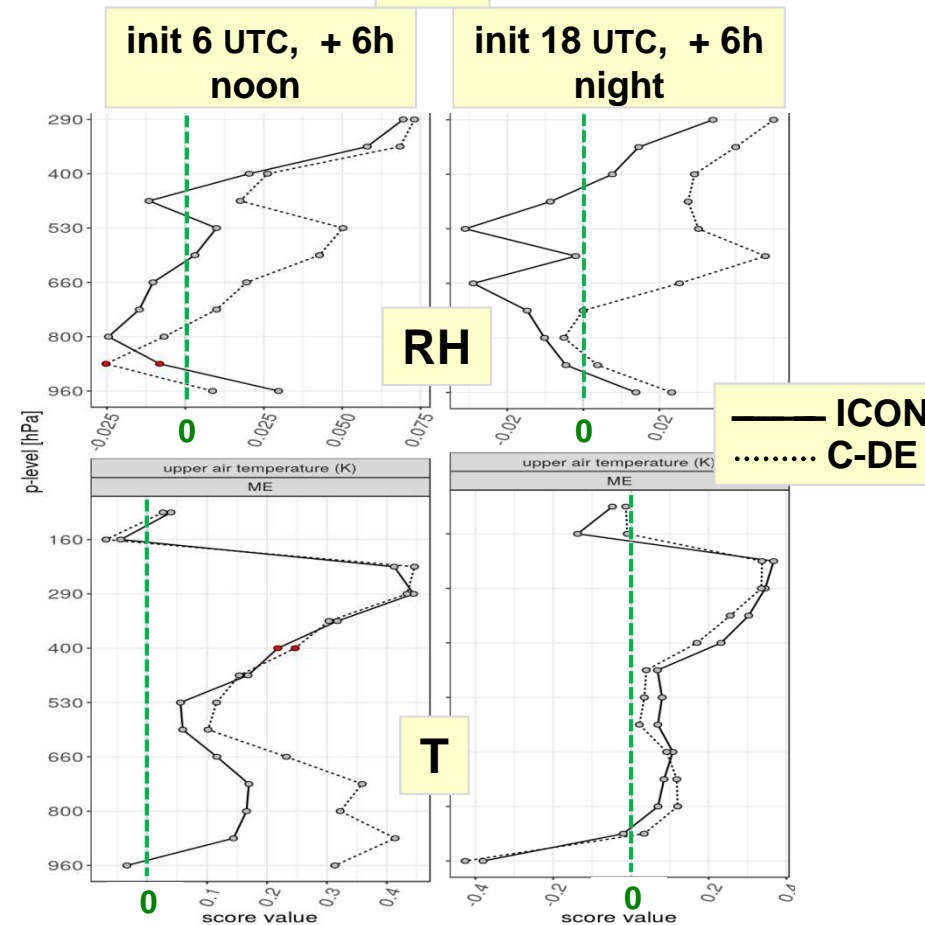 init 6 UTC, + 6h
noon
init 18 UTC, + 6h
night
290
400
530
660
800
960
RH
p-level [hPa]
-0.025
0
0.025
0.050
0.075
-0.02
0
0.02
ICON
C-DE
upper air temperature (K)
ME
upper air temperature (K)
ME
160
290
400
530
660
800
960
T
0
0.1
0.2
0.3
0.4
score value
-0.4
-0.2
0
0.2
score value